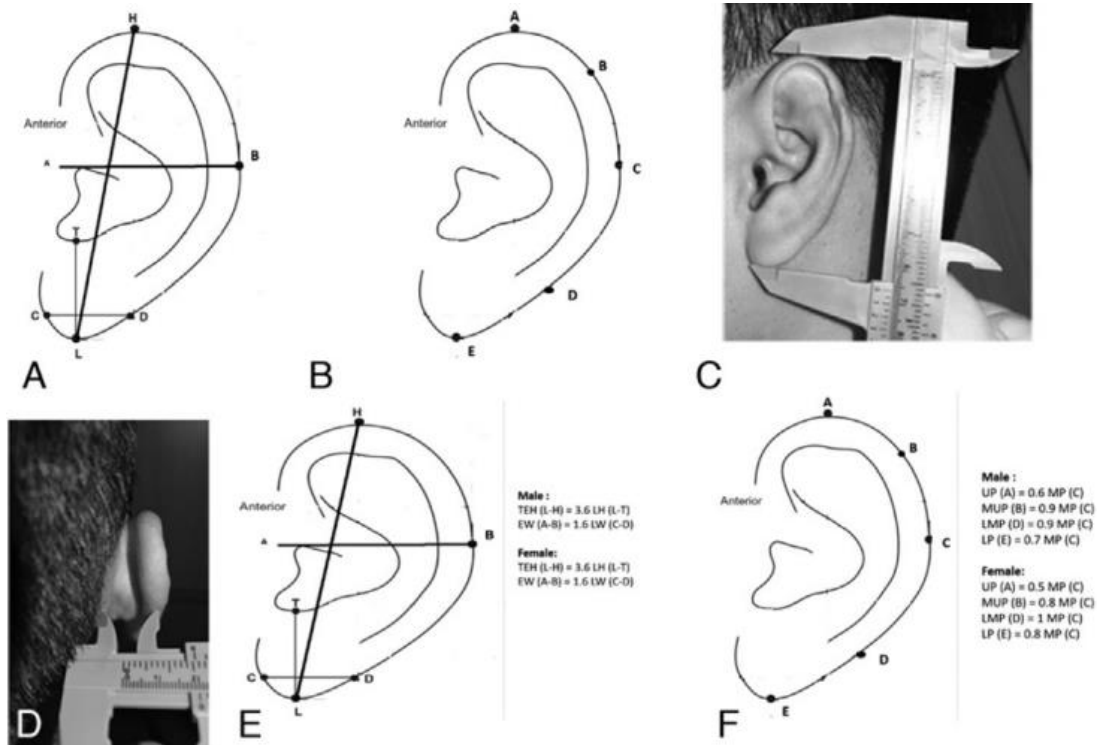 H
Anterior
A
B
T
C
D
L
A
A
B
Anterior
C
D
E
B
C
D
H
Anterior
A
B
T
C
D
L
E
Male :
TEH (L-H) = 3.6 LH (L-T)
EW (A-B) = 1.6 LW (C-D)
Female:
TEH (L-H) = 3.6 LH (L-T)
EW (A-B) = 1.6 LW (C-D)
A
B
Anterior
C
D
E
F
Male :
UP (A) = 0.6 MP (C)
MUP (B) = 0.9 MP (C)
LMP (D) = 0.9 MP (C)
LP (E) = 0.7 MP (C)
Female:
UP (A) = 0.5 MP (C)
MUP (B) = 0.8 MP (C)
LMP (D) = 1 MP (C)
LP (E) = 0.8 MP (C)